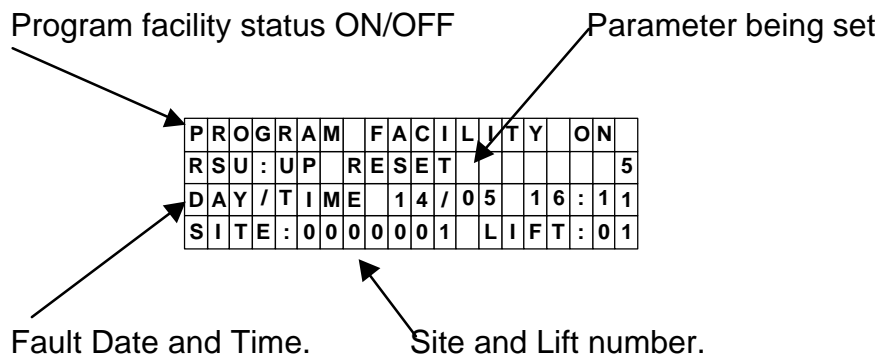 Program facility status ON/OFF
Parameter being set
PROGRAM FACILITY ON
RSU:UP RESET 5
DAY/TIME 14/05 16:11
SITE:0000001 LIFT:01
Fault Date and Time.
Site and Lift number.